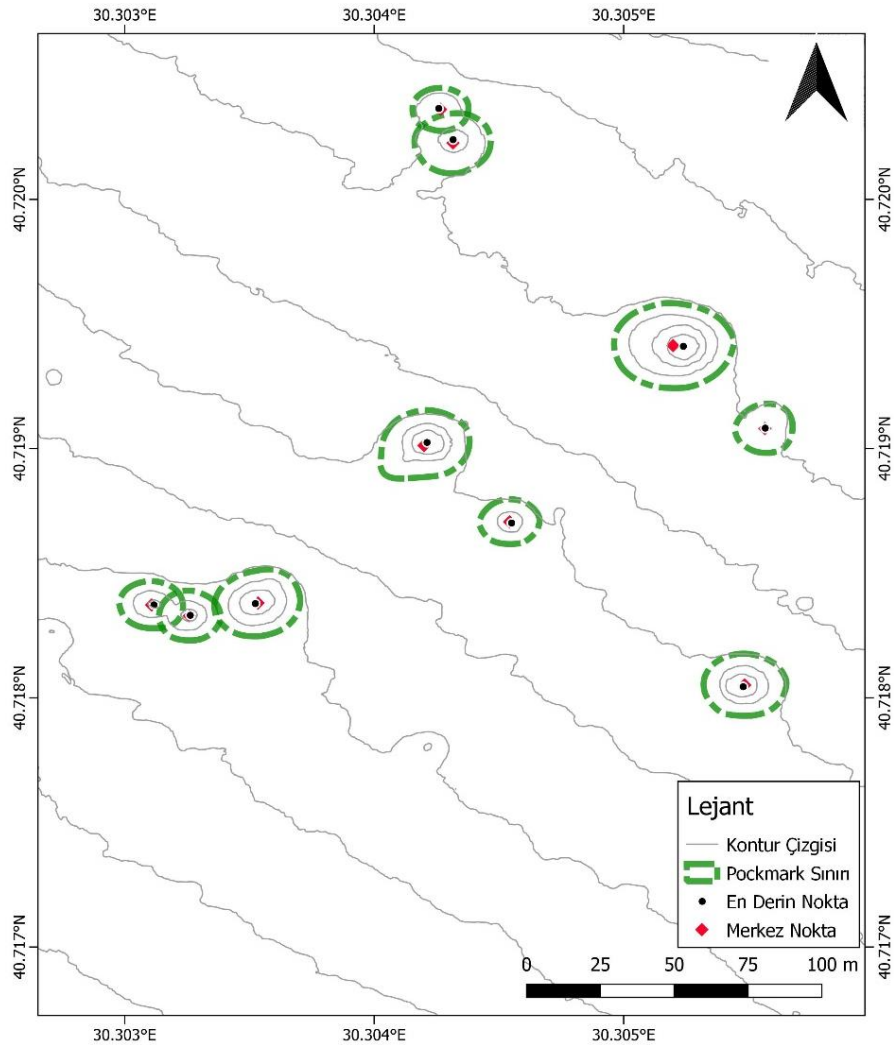 30.303°E 30.304°E 30.305°E
40.720°N 40.720°N
40.719°N 40.719°N
40.718°N 40.718°N
40.717°N 40.717°N
Lejant
Kontur Çizgisi
Pockmark Sınırı
En Derin Nokta
Merkez Nokta
0 25 50 75 100 m
30.303°E 30.304°E 30.305°E